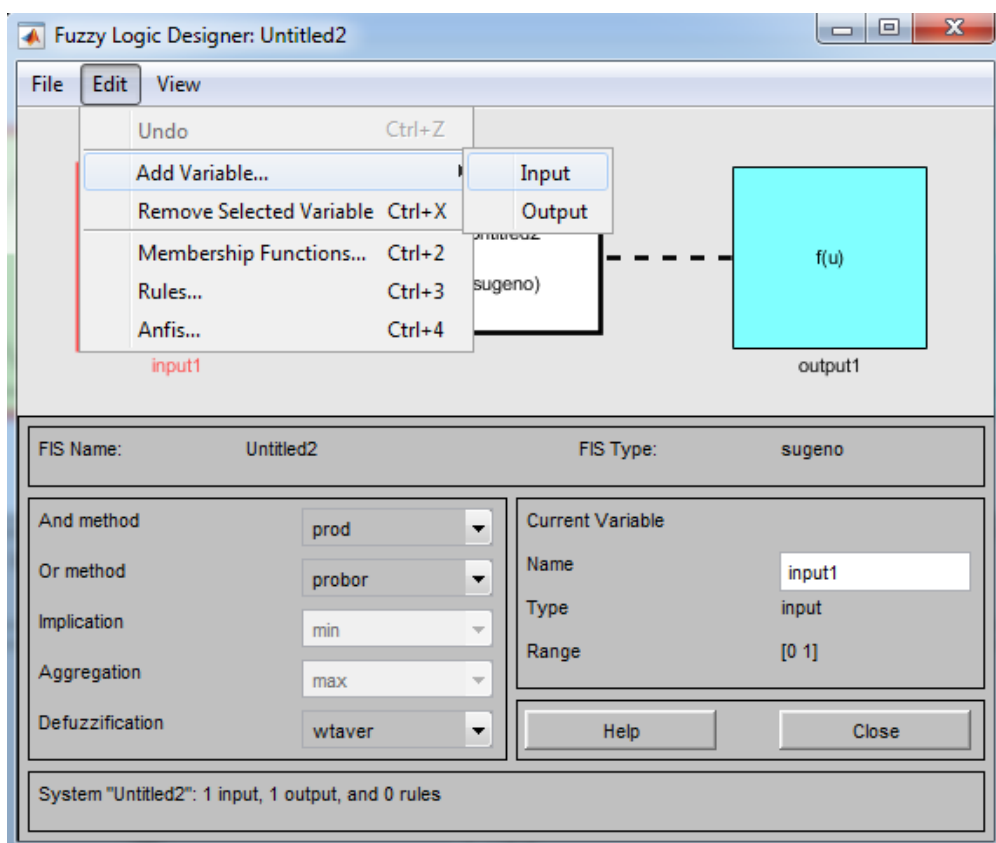 Fuzzy Logic Designer: Untitled2
File Edit View
Undo Ctrl+Z
Add Variable...
Input
Remove Selected Variable Ctrl+X
Output
Membership Functions... Ctrl+2
Rules... Ctrl+3
Anfis... Ctrl+4
sugeno)
f(u)
input1
output1
FIS Name: Untitled2 FIS Type: sugeno
And method prod
Or method probor
Implication min
Aggregation max
Defuzzification wtaver
Current Variable
Name input1
Type input
Range [0 1]
Help Close
System "Untitled2": 1 input, 1 output, and 0 rules